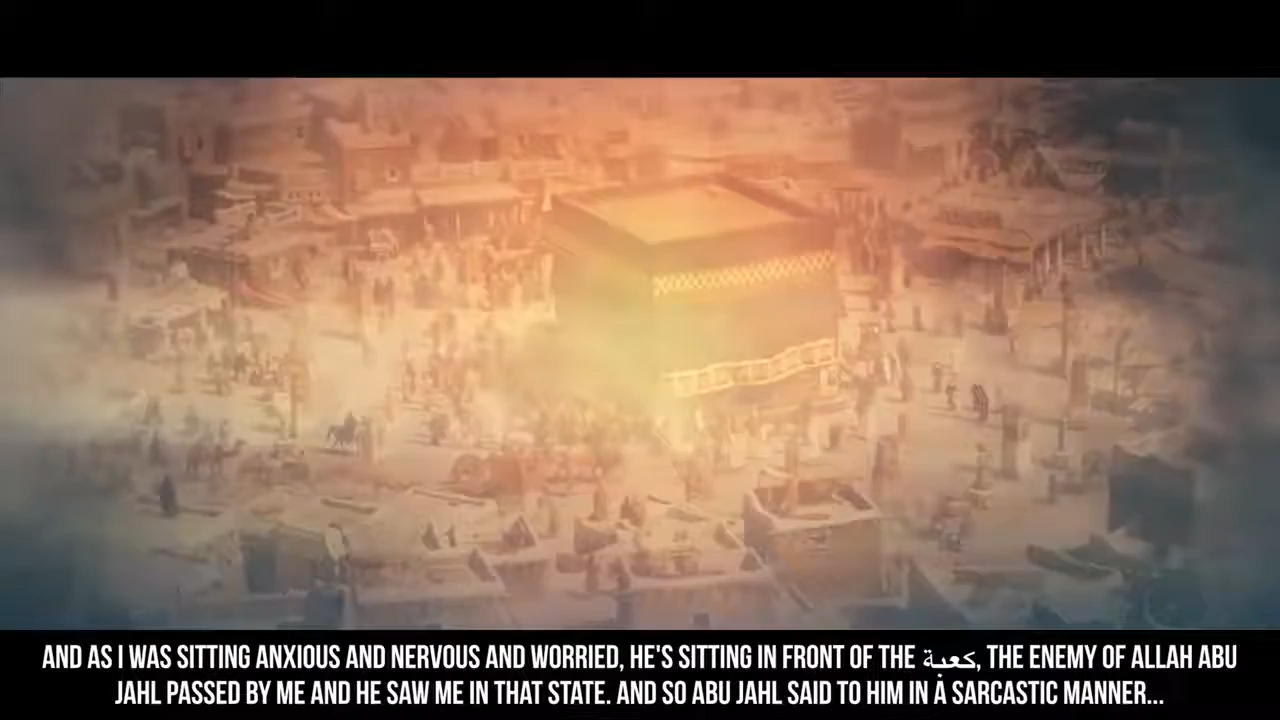 AND AS I WAS SITTING ANXIOUS AND NERVOUS AND WORRIED, HE'S SITTING IN FRONT OF THE كعبة, THE ENEMY OF ALLAH ABU
JAHL PASSED BY ME AND HE SAW ME IN THAT STATE. AND SO ABU JAHL SAID TO HIM IN A SARCASTIC MANNER...